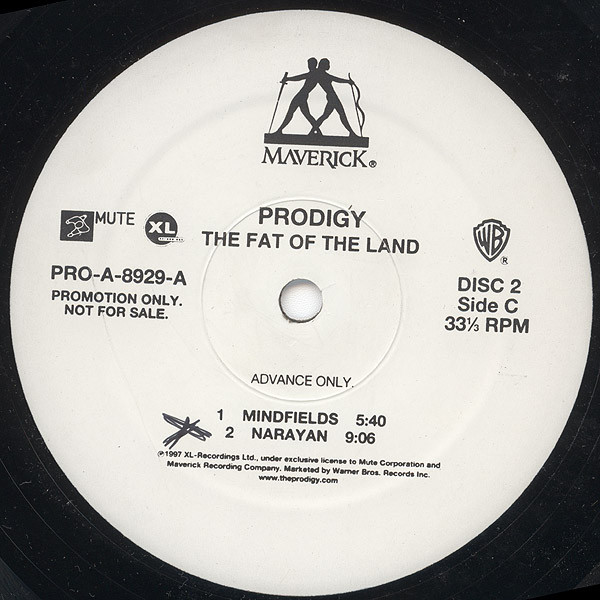 MAVERICK®
PRODIGY
THE FAT OF THE LAND
MUTE
XL
WB®
PRO-A-8929-A
PROMOTION ONLY.
NOT FOR SALE.
DISC 2
Side C
33⅓ RPM
ADVANCE ONLY.
1 MINDFIELDS 5:40
2 NARAYAN 9:06
℗1997 XL-Recordings Ltd., under exclusive license to Mute Corporation and
Maverick Recording Company. Marketed by Warner Bros. Records Inc.
www.theprodigy.com